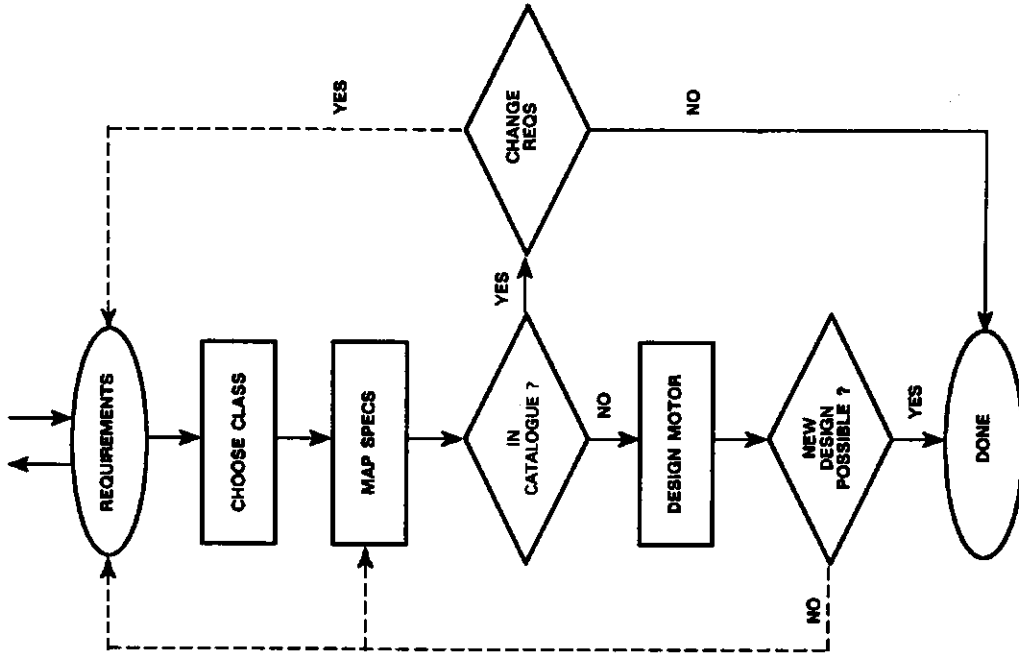 REQUIREMENTS
CHOOSE CLASS
MAP SPECS
IN
CATALOGUE ?
YES
CHANGE
REQS
YES
NO
NO
DESIGN MOTOR
NEW
DESIGN
POSSIBLE ?
NO
YES
DONE